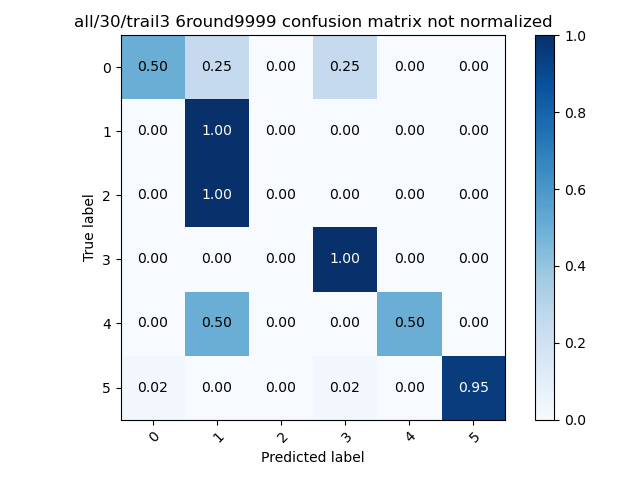 all/30/trail3 6round9999 confusion matrix not normalized
0 0.50 0.25 0.00 0.25 0.00 0.00
1 0.00 1.00 0.00 0.00 0.00 0.00
2 0.00 1.00 0.00 0.00 0.00 0.00
3 0.00 0.00 0.00 1.00 0.00 0.00
4 0.00 0.50 0.00 0.00 0.50 0.00
5 0.02 0.00 0.00 0.02 0.00 0.95
0 1 2 3 4 5
True label
Predicted label
1.0
0.8
0.6
0.4
0.2
0.0